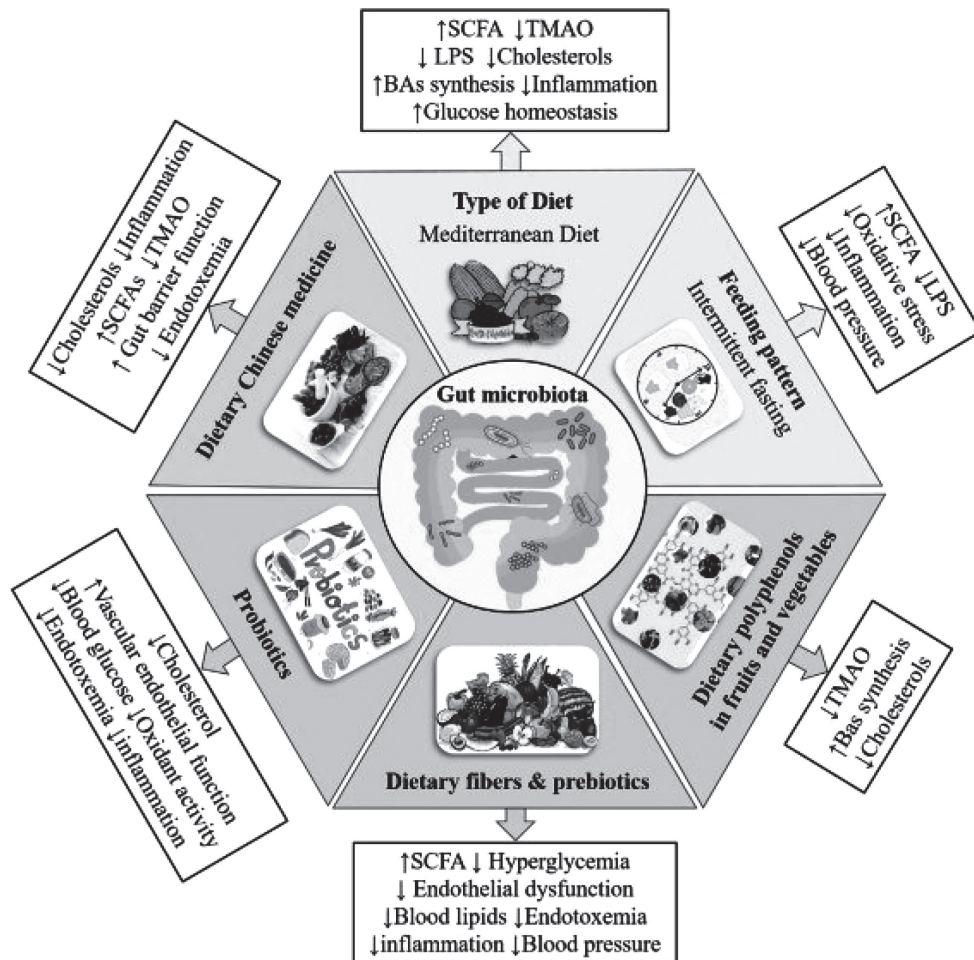 ↑SCFA ↓TMAO
↓ LPS ↓Cholesterols
↑BAs synthesis ↓Inflammation
↑Glucose homeostasis
Type of Diet
Mediterranean Diet
↑SCFA ↓LPS
↓Oxidative stress
↓Inflammation
↓Blood pressure
Feeding pattern
Intermittent fasting
Dietary polyphenols
in fruits and vegetables
↓TMAO
↑Bas synthesis
↓Cholesterols
Dietary fibers & prebiotics
↑SCFA ↓ Hyperglycemia
↓ Endothelial dysfunction
↓Blood lipids ↓Endotoxemia
↓inflammation ↓Blood pressure
Probiotics
Probiotics
↓Cholesterol
↑Vascular endothelial function
↓Blood glucose ↓Oxidant activity
↓Endotoxemia ↓inflammation
Dietary Chinese medicine
↓Cholesterols ↓Inflammation
↑SCFAs ↓TMAO
↑ Gut barrier function
↓ Endotoxemia
Gut microbiota